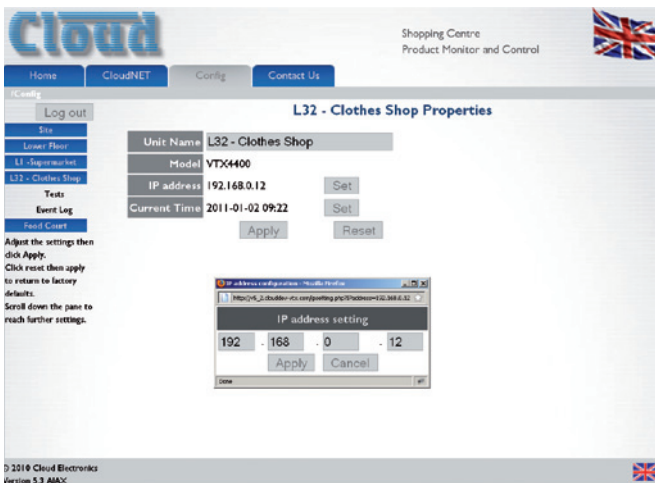 Cloud
Shopping Centre
Product Monitor and Control
Home CloudNET Config Contact Us
/Config
Log out
L32 - Clothes Shop Properties
Site
Lower Floor
L1 -Supermarket
L32 - Clothes Shop
Tests
Event Log
Food Court
Adjust the settings then
click Apply.
Click reset then apply
to return to factory
defaults.
Scroll down the pane to
reach further settings.
Unit Name L32 - Clothes Shop
Model VTX4400
IP address 192.168.0.12 Set
Current Time 2011-01-02 09:22 Set
Apply Reset
IP address configuration - Mozilla Firefox
IP address setting
192 . 168 . 0 . 12
Apply Cancel
Done
© 2010 Cloud Electronics
Version 5.3 AJAX